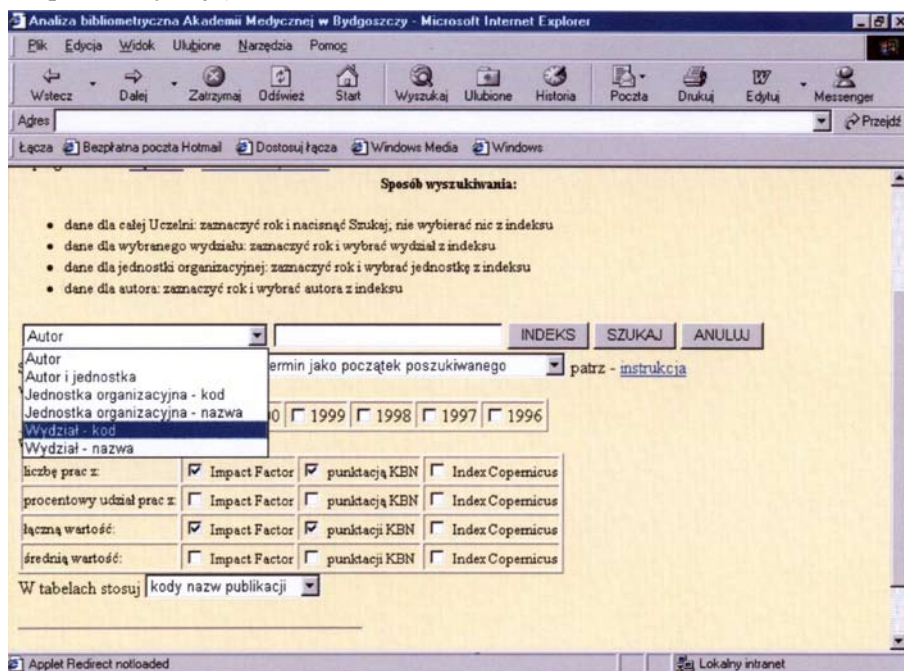 Analiza bibliometryczna Akademii Medycznej w Bydgoszczy - Microsoft Internet Explorer
Plik Edycja Widok Ulubione Narzędzia Pomoc
Wstecz Dalej Zatrzymaj Odśwież Start Wyszukaj Ulubione Historia Poczta Drukuj Edytuj Messenger
Adres Przejdź
Łącza Bezpłatna poczta Hotmail Dostosuj łącza Windows Media Windows
Sposób wyszukiwania:
dane dla całej Uczelni: zaznaczyć rok i nacisnąć Szukaj; nie wybierać nic z indeksu
dane dla wybranego wydziału: zaznaczyć rok i wybrać wydział z indeksu
dane dla jednostki organizacyjnej: zaznaczyć rok i wybrać jednostkę z indeksu
dane dla autora: zaznaczyć rok i wybrać autora z indeksu
Autor INDEKS SZUKAJ ANULUJ
Autor
ermin jako początek poszukiwanego patrz - instrukcja
Autor i jednostka
Jednostka organizacyjna - kod
Jednostka organizacyjna - nazwa 0 1999 1998 1997 1996
Wydział - kod
Wydział - nazwa
liczbę prac z: Impact Factor punktacją KBN Index Copernicus
procentowy udział prac z: Impact Factor punktacją KBN Index Copernicus
łączną wartość: Impact Factor punktacji KBN Index Copernicus
średnią wartość: Impact Factor punktacji KBN Index Copernicus
W tabelach stosuj kody nazw publikacji
Applet Redirect notloaded Lokalny intranet